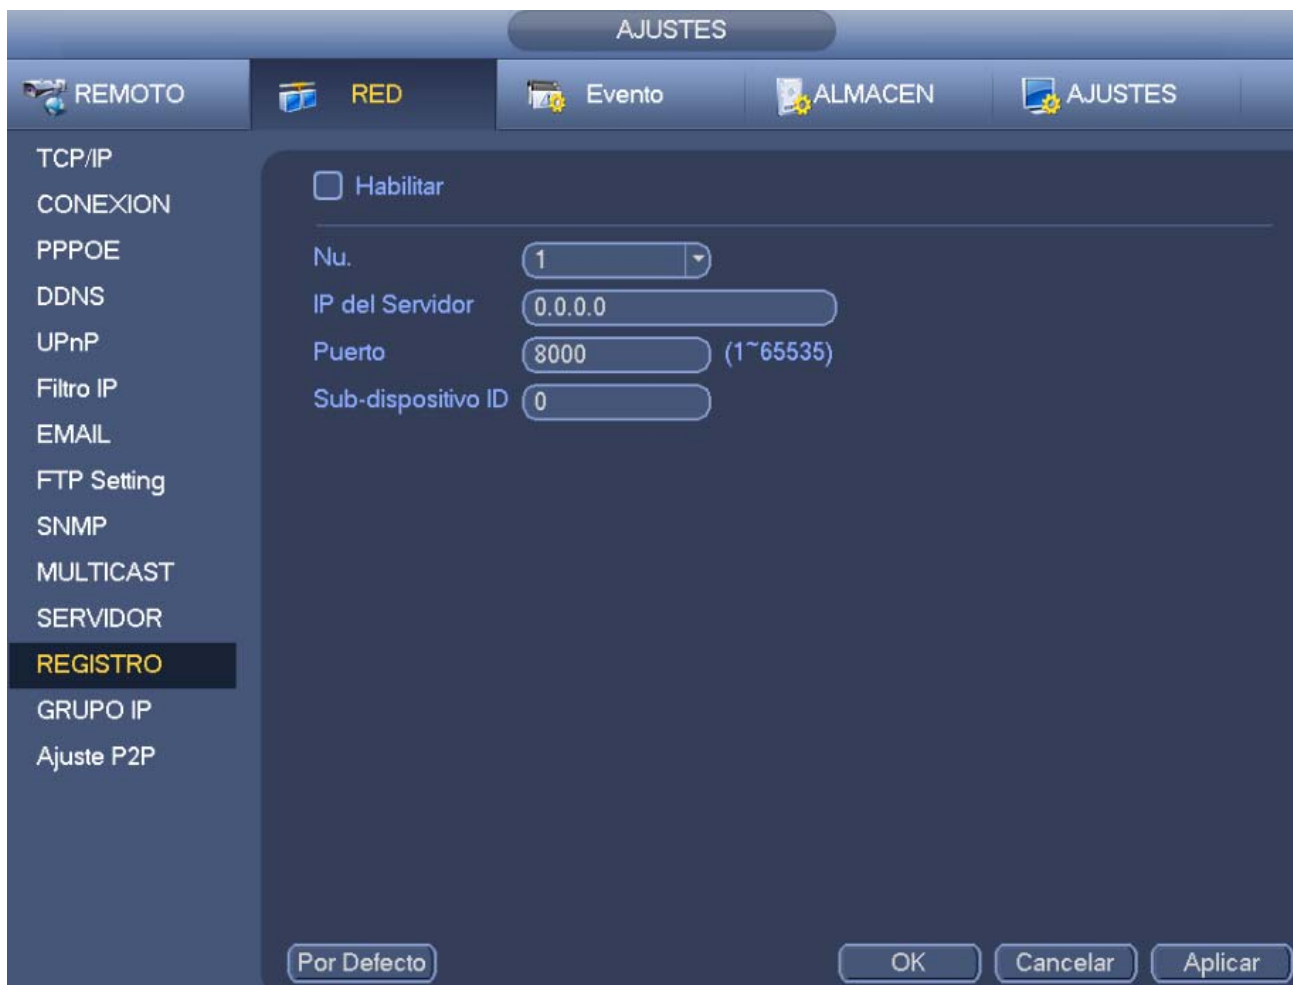 AJUSTES
REMOTO RED Evento ALMACEN AJUSTES
TCP/IP
CONEXION
PPPOE
DDNS
UPnP
Filtro IP
EMAIL
FTP Setting
SNMP
MULTICAST
SERVIDOR
REGISTRO
GRUPO IP
Ajuste P2P
Habilitar
Nu. 1
IP del Servidor 0.0.0.0
Puerto 8000 (1~65535)
Sub-dispositivo ID 0
Por Defecto OK Cancelar Aplicar